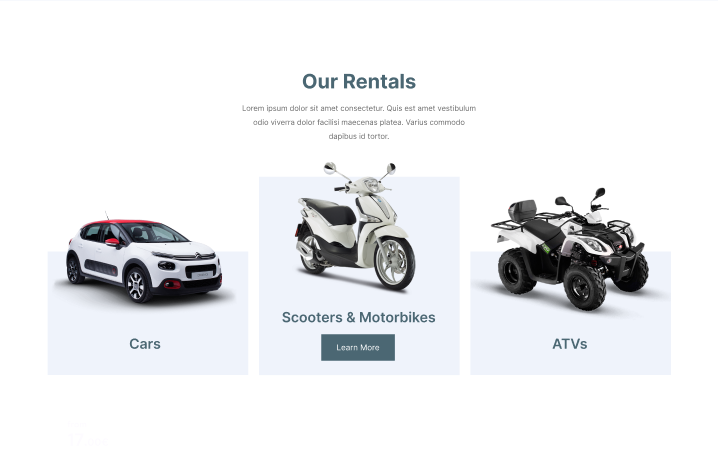 Our Rentals
Lorem ipsum dolor sit amet consectetur. Quis est amet vestibulum
odio viverra dolor facilisi maecenas platea. Varius commodo
dapibus id tortor.
Scooters & Motorbikes
Learn More
Cars
ATVs